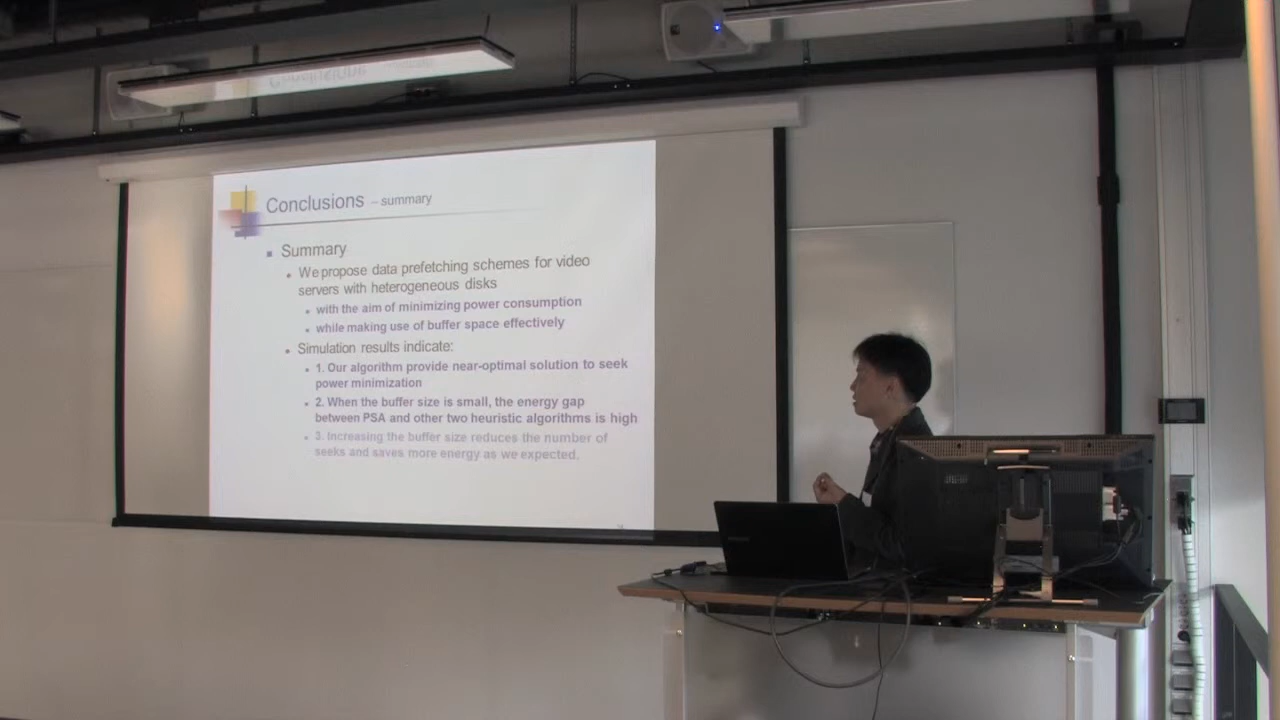 Conclusions – summary
Summary
We propose data prefetching schemes for video
servers with heterogeneous disks
with the aim of minimizing power consumption
while making use of buffer space effectively
Simulation results indicate:
1. Our algorithm provide near-optimal solution to seek
power minimization
2. When the buffer size is small, the energy gap
between PSA and other two heuristic algorithms is high
3. Increasing the buffer size reduces the number of
seeks and saves more energy as we expected.